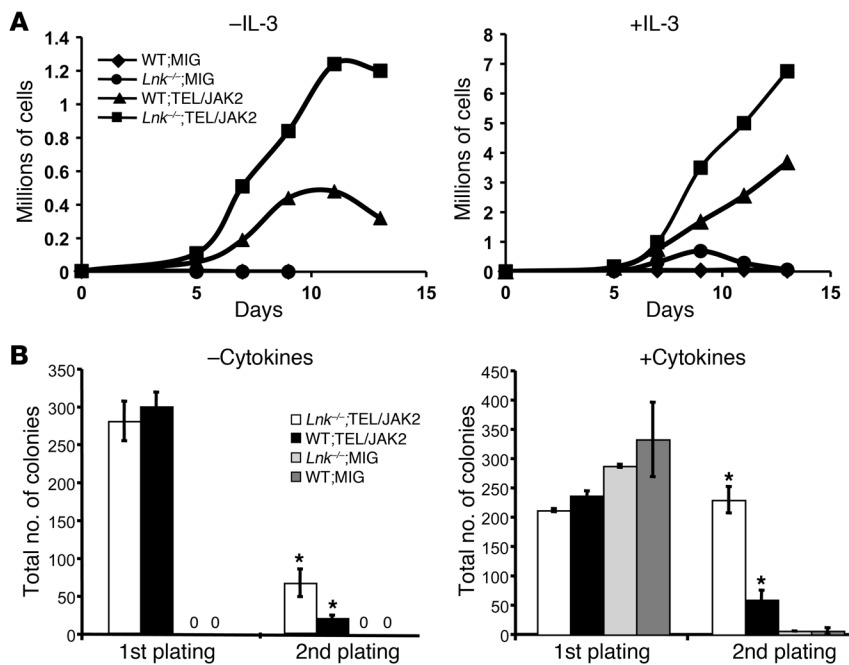 A
–IL-3
Millions of cells
1.4
1.2
1
0.8
0.6
0.4
0.2
0
0
5
10
15
Days
WT;MIG
Lnk–/–;MIG
WT;TEL/JAK2
Lnk–/–;TEL/JAK2
+IL-3
Millions of cells
8
7
6
5
4
3
2
1
0
0
5
10
15
Days
B
–Cytokines
Total no. of colonies
350
300
250
200
150
100
50
0
Lnk–/–;TEL/JAK2
WT;TEL/JAK2
Lnk–/–;MIG
WT;MIG
0 0
* *
0 0
1st plating
2nd plating
+Cytokines
Total no. of colonies
450
400
350
300
250
200
150
100
50
0
* *
1st plating
2nd plating